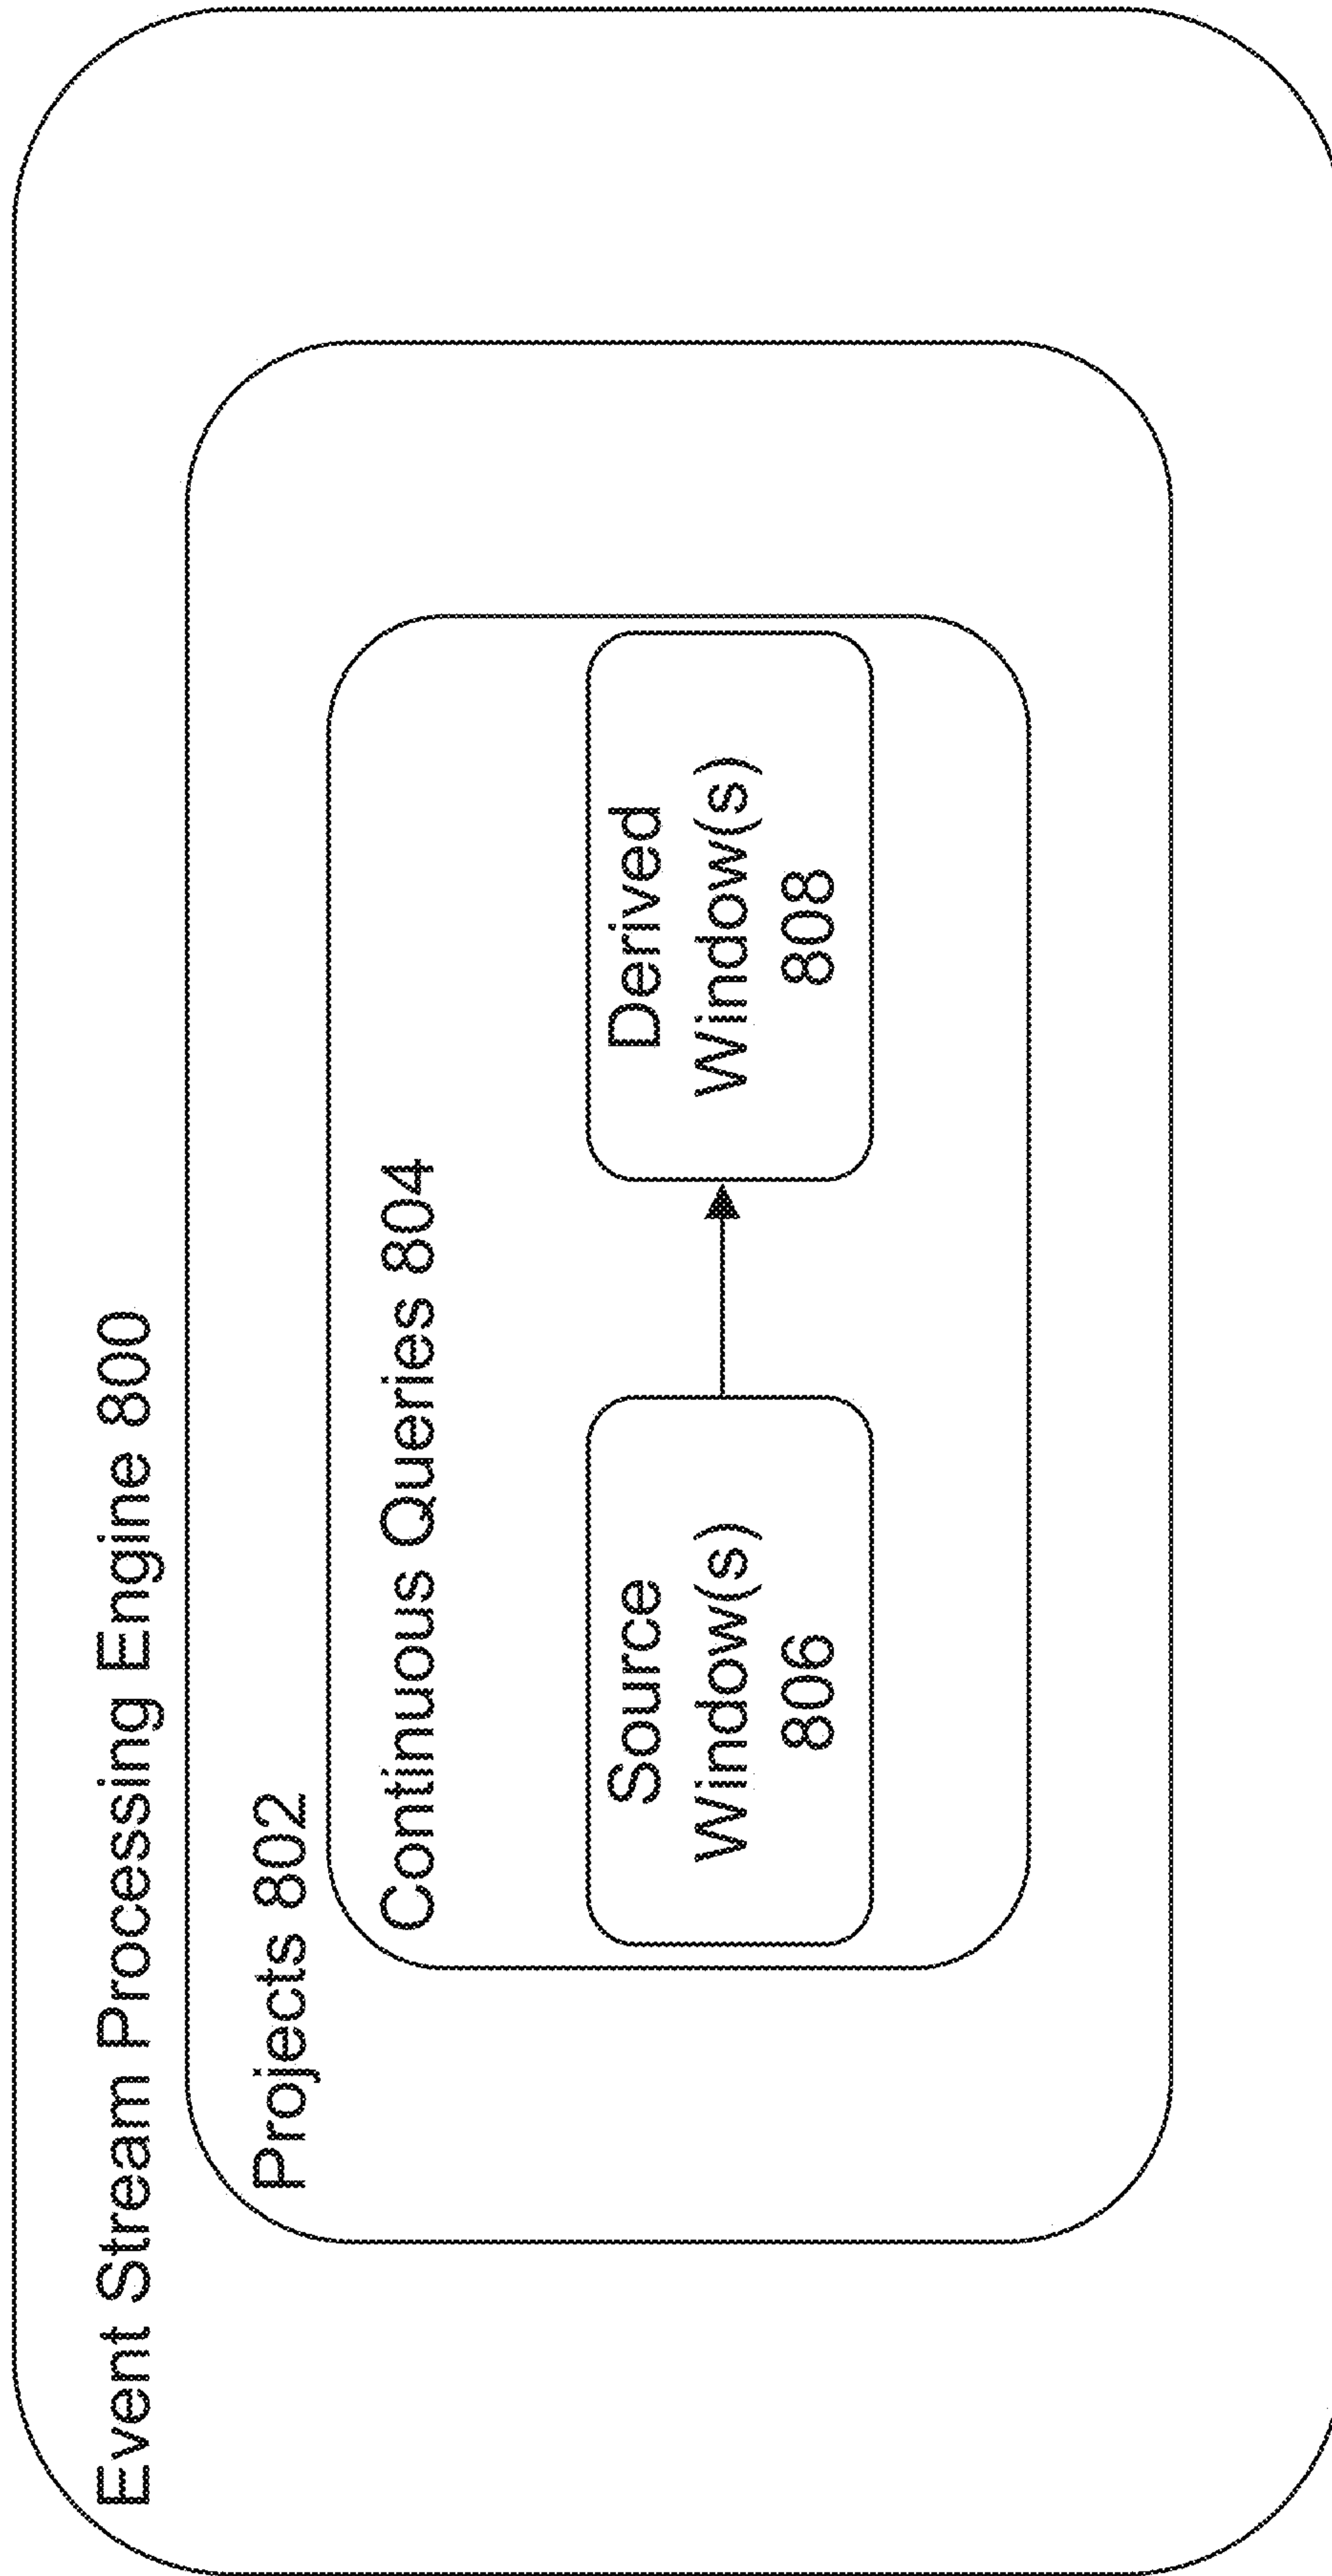 Event Stream Processing Engine 800
Projects 802
Continuous Queries 804
Source
Window(s)
806
Derived
Window(s)
808